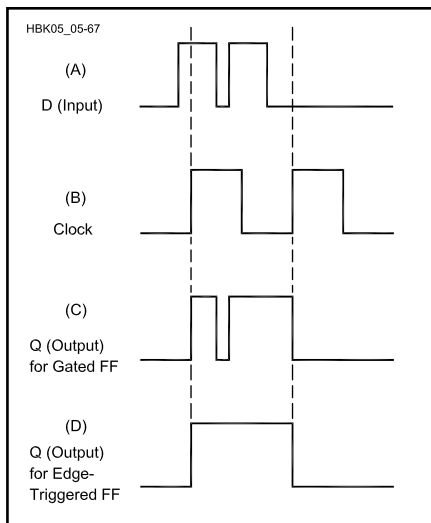 HBK05_05-67
(A)
D (Input)
(B)
Clock
(C)
Q (Output)
for Gated FF
(D)
Q (Output)
for Edge-
Triggered FF